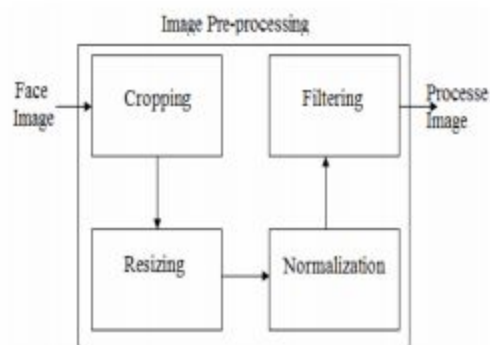 Image Pre-processing
Face
Image
Cropping
Filtering
Processe
Image
Resizing
Normalization